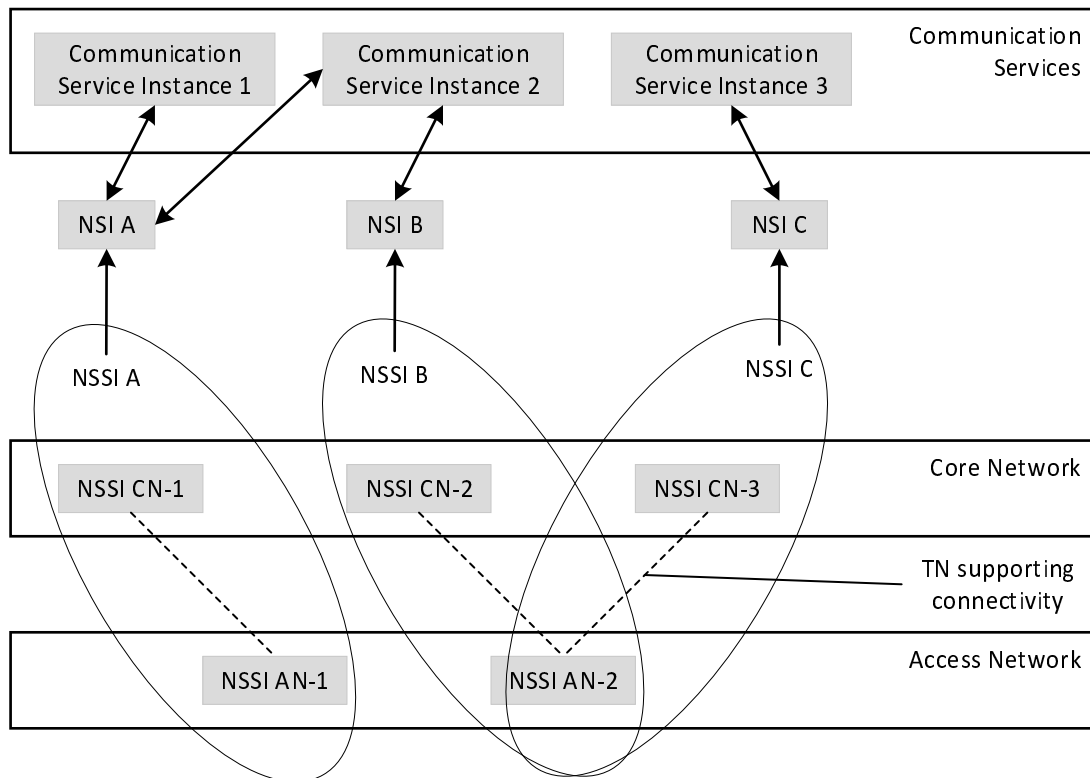 Communication
Service Instance 1
Communication
Service Instance 2
Communication
Service Instance 3
Communication
Services
NSI A
NSI B
NSI C
NSSI A
NSSI B
NSSI C
Core Network
NSSI CN-1
NSSI CN-2
NSSI CN-3
TN supporting
connectivity
Access Network
NSSI AN-1
NSSI AN-2